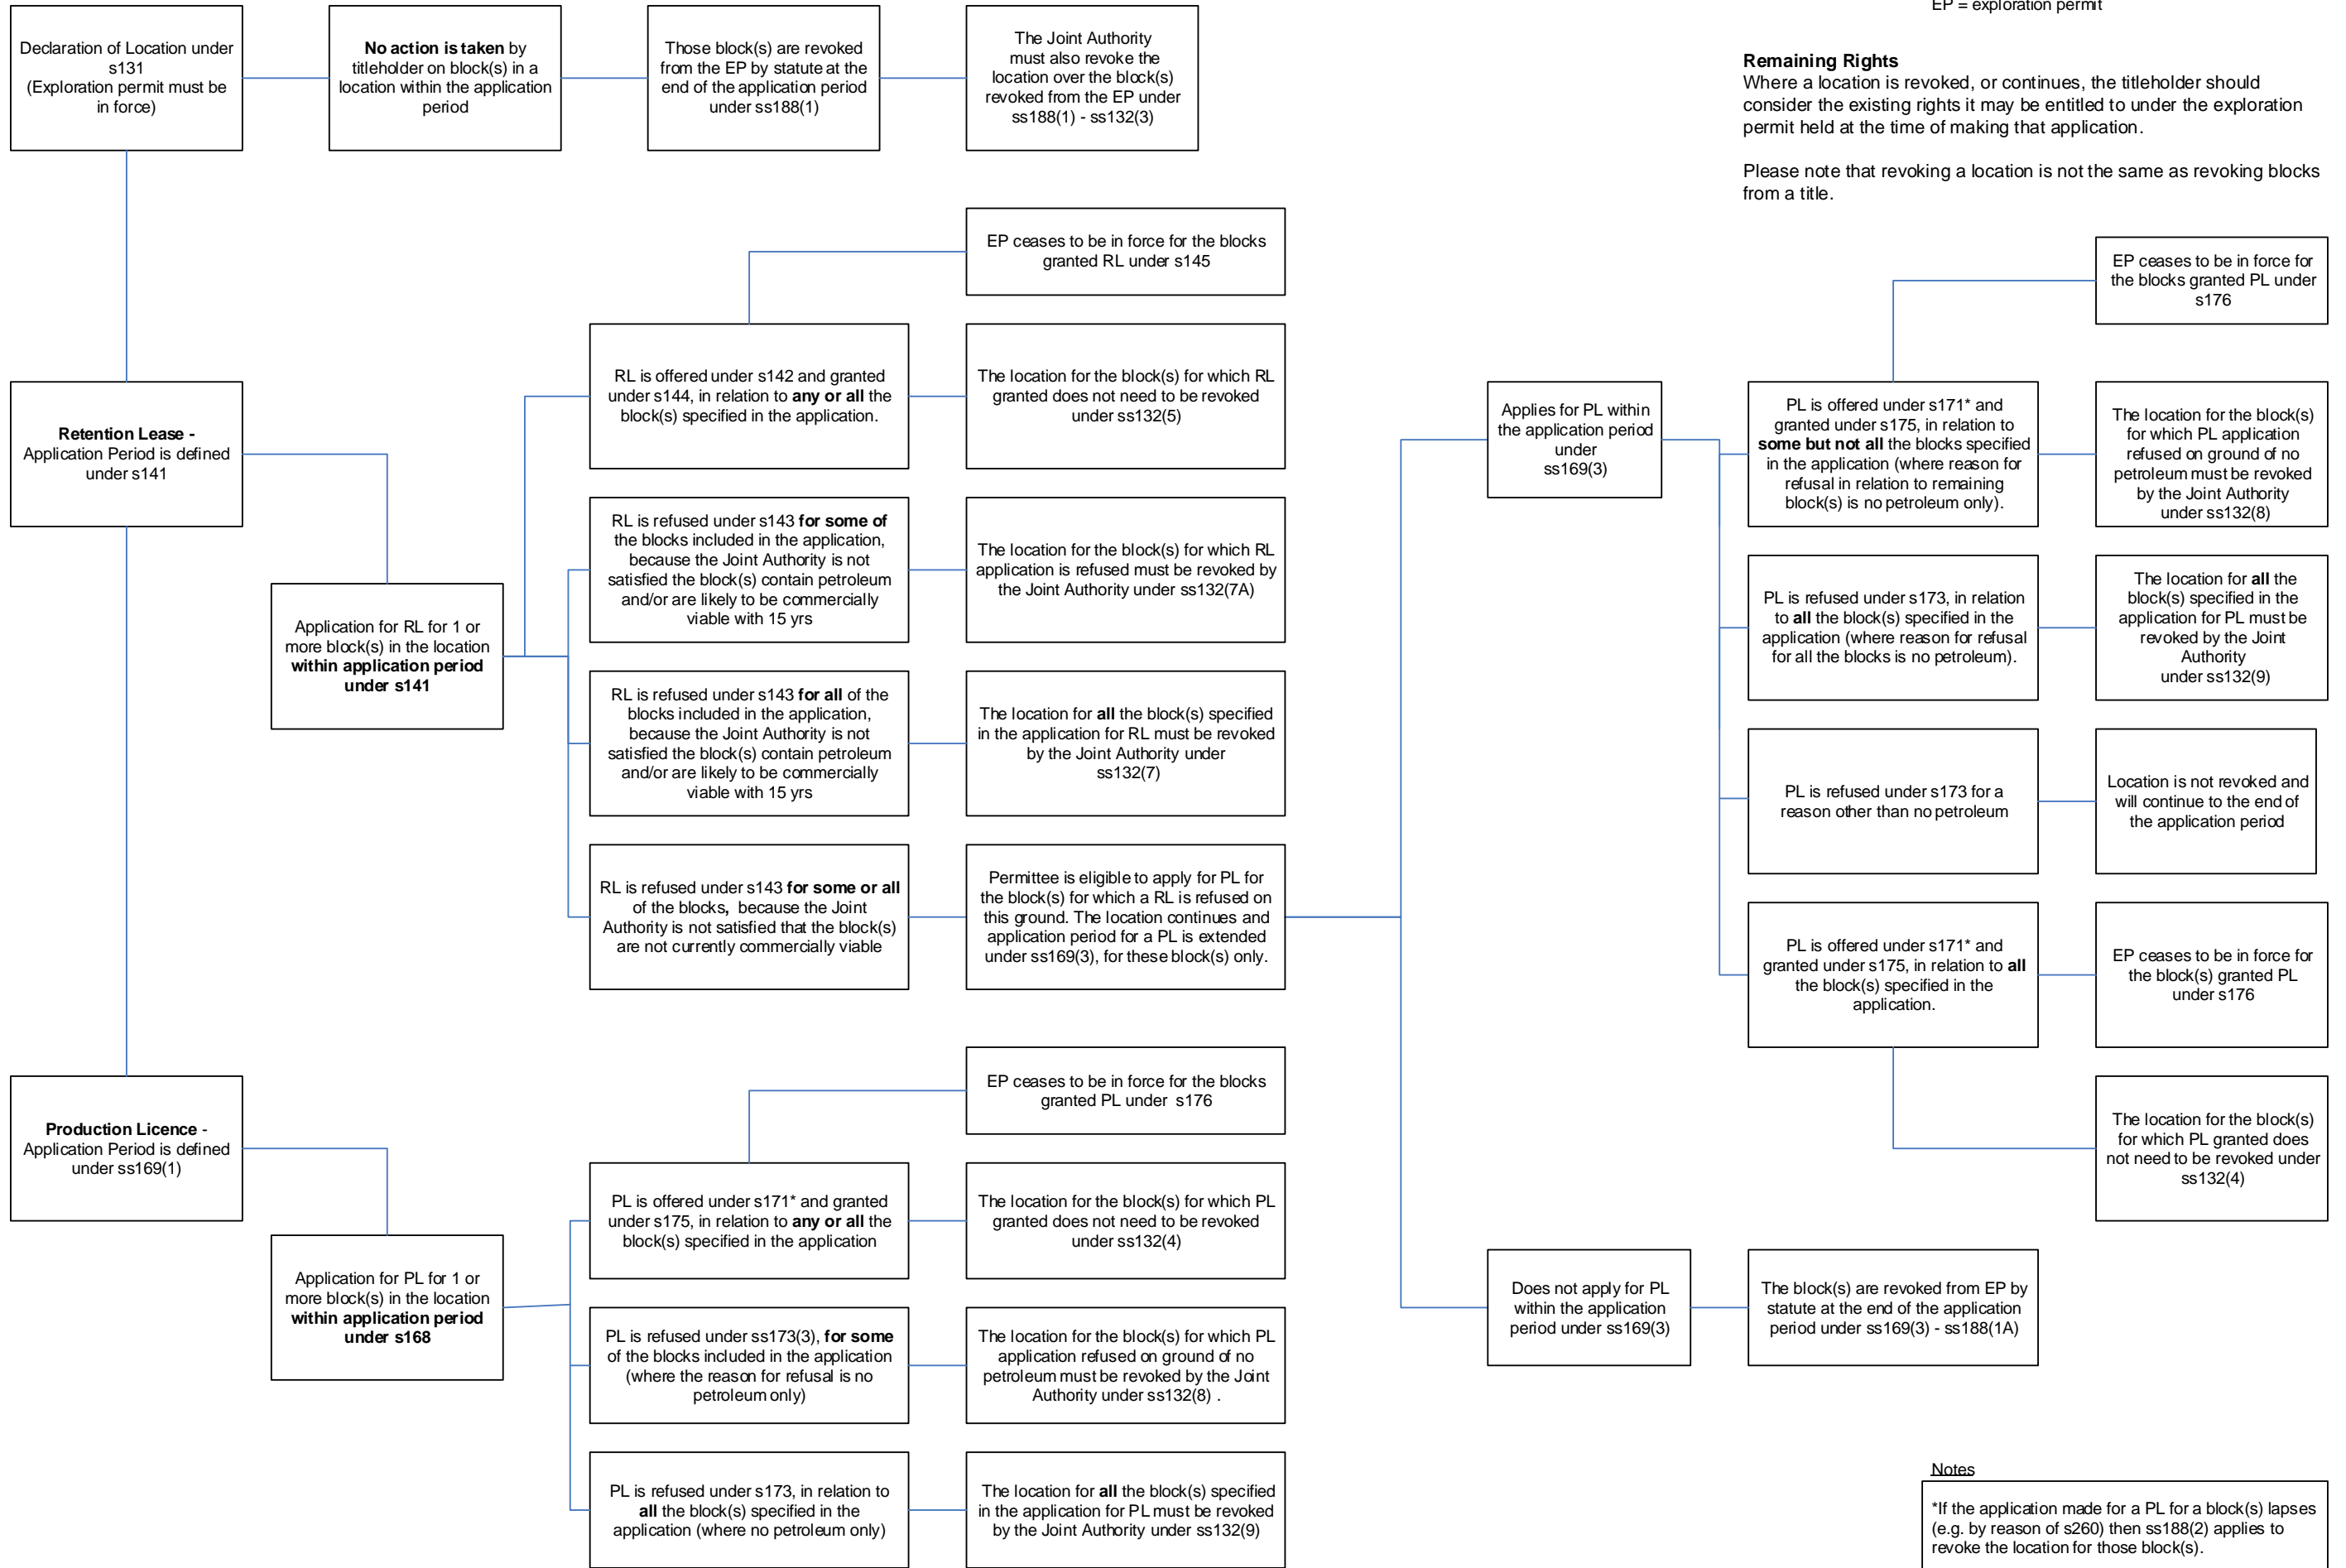 EP = exploration permit
Remaining Rights
Where a location is revoked, or continues, the titleholder should
consider the existing rights it may be entitled to under the exploration
permit held at the time of making that application.
Please note that revoking a location is not the same as revoking blocks
from a title.
Declaration of Location under
s131
(Exploration permit must be
in force)
No action is taken by
titleholder on block(s) in a
location within the application
period
Those block(s) are revoked
from the EP by statute at the
end of the application period
under ss188(1)
The Joint Authority
must also revoke the
location over the block(s)
revoked from the EP under
ss188(1) - ss132(3)
Retention Lease -
Application Period is defined
under s141
Application for RL for 1 or
more block(s) in the location
within application period
under s141
EP ceases to be in force for the blocks
granted RL under s145
RL is offered under s142 and granted
under s144, in relation to any or all the
block(s) specified in the application.
The location for the block(s) for which RL
granted does not need to be revoked
under ss132(5)
RL is refused under s143 for some of
the blocks included in the application,
because the Joint Authority is not
satisfied the block(s) contain petroleum
and/or are likely to be commercially
viable with 15 yrs
The location for the block(s) for which RL
application is refused must be revoked by
the Joint Authority under ss132(7A)
RL is refused under s143 for all of the
blocks included in the application,
because the Joint Authority is not
satisfied the block(s) contain petroleum
and/or are likely to be commercially
viable with 15 yrs
The location for all the block(s) specified
in the application for RL must be revoked
by the Joint Authority under
ss132(7)
RL is refused under s143 for some or all
of the blocks, because the Joint
Authority is not satisfied that the block(s)
are not currently commercially viable
Permittee is eligible to apply for PL for
the block(s) for which a RL is refused on
this ground. The location continues and
application period for a PL is extended
under ss169(3), for these block(s) only.
Applies for PL within
the application period
under
ss169(3)
EP ceases to be in force for
the blocks granted PL under
s176
PL is offered under s171* and
granted under s175, in relation to
some but not all the blocks specified
in the application (where reason for
refusal in relation to remaining
block(s) is no petroleum only).
The location for the block(s)
for which PL application
refused on ground of no
petroleum must be revoked
by the Joint Authority
under ss132(8)
PL is refused under s173, in relation
to all the block(s) specified in the
application (where reason for refusal
for all the blocks is no petroleum).
The location for all the
block(s) specified in the
application for PL must be
revoked by the Joint
Authority
under ss132(9)
PL is refused under s173 for a
reason other than no petroleum
Location is not revoked and
will continue to the end of
the application period
PL is offered under s171* and
granted under s175, in relation to all
the block(s) specified in the
application.
EP ceases to be in force for
the block(s) granted PL
under s176
The location for the block(s)
for which PL granted does
not need to be revoked under
ss132(4)
Does not apply for PL
within the application
period under ss169(3)
The block(s) are revoked from EP by
statute at the end of the application
period under ss169(3) - ss188(1A)
Production Licence -
Application Period is defined
under ss169(1)
Application for PL for 1 or
more block(s) in the location
within application period
under s168
EP ceases to be in force for the blocks
granted PL under s176
PL is offered under s171* and granted
under s175, in relation to any or all the
block(s) specified in the application
The location for the block(s) for which PL
granted does not need to be revoked
under ss132(4)
PL is refused under ss173(3), for some
of the blocks included in the application
(where the reason for refusal is no
petroleum only)
The location for the block(s) for which PL
application refused on ground of no
petroleum must be revoked by the Joint
Authority under ss132(8) .
PL is refused under s173, in relation to
all the block(s) specified in the
application (where no petroleum only)
The location for all the block(s) specified
in the application for PL must be revoked
by the Joint Authority under ss132(9)
Notes
*If the application made for a PL for a block(s) lapses
(e.g. by reason of s260) then ss188(2) applies to
revoke the location for those block(s).